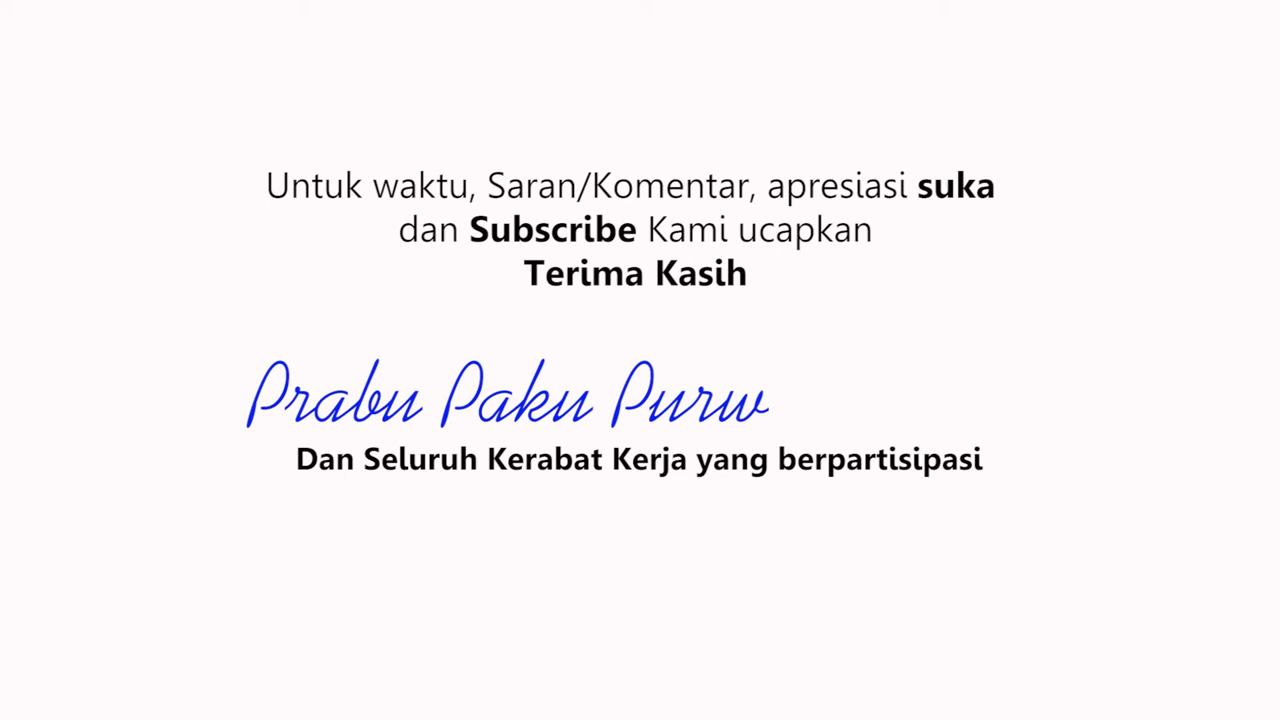 Untuk waktu, Saran/Komentar, apresiasi suka
dan Subscribe Kami ucapkan
Terima Kasih
Prabu Paku Purw
Dan Seluruh Kerabat Kerja yang berpartisipasi